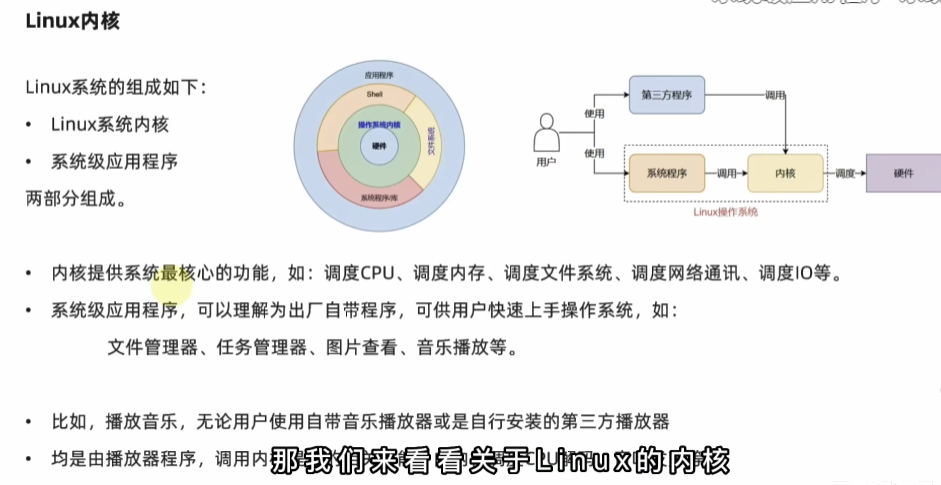 Linux内核
Linux系统的组成如下：
• Linux系统内核
• 系统级应用程序
两部分组成。
应用程序
Shell
操作系统内核
硬件
文件系统
系统程序/库
用户
使用
使用
第三方程序
调用
系统程序
调用
内核
调度
硬件
Linux操作系统
• 内核提供系统最核心的功能，如：调度CPU、调度内存、调度文件系统、调度网络通讯、调度IO等。
• 系统级应用程序，可以理解为出厂自带程序，可供用户快速上手操作系统，如：
文件管理器、任务管理器、图片查看、音乐播放等。
• 比如，播放音乐，无论用户使用自带音乐播放器或是自行安装的第三方播放器
• 均是由播放器程序，调用内
那我们来看看关于Linux的内核